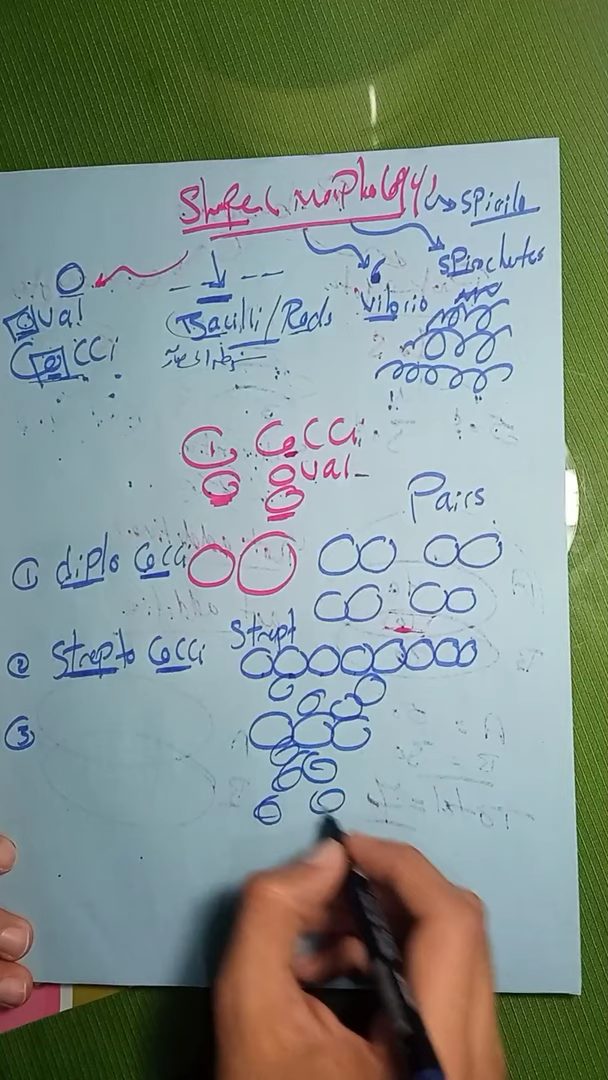 Shape & morphology
Spirila
Spirochetes
Oval
Bacilli/Rods
Vibrio
Cocci
C, Cocci
Oval
Pairs
① diplo Cocci
Strept
② Strepto Cocci
③